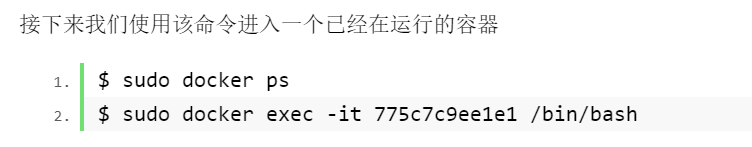 接下来我们使用该命令进入一个已经在运行的容器
1. $ sudo docker ps
2. $ sudo docker exec -it 775c7c9ee1e1 /bin/bash